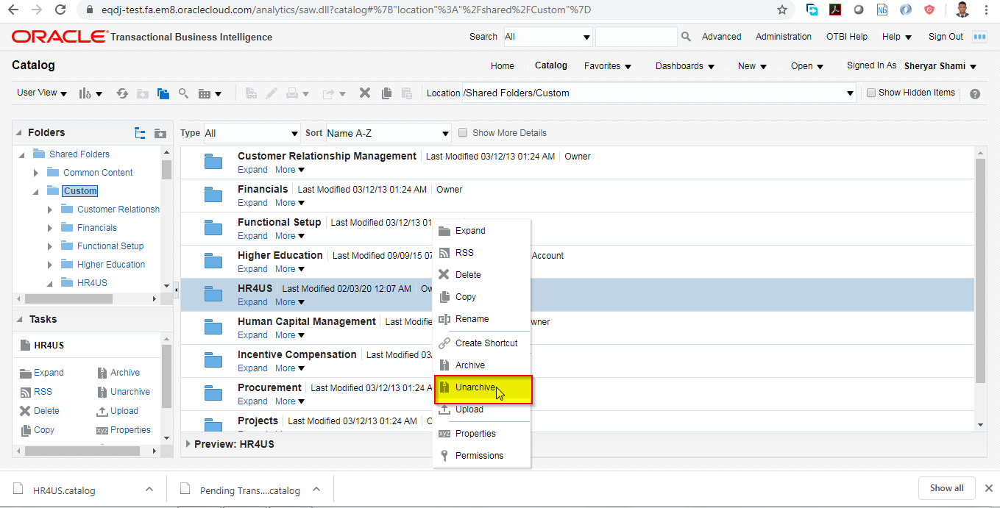 eqdj-test.fa.em8.oraclecloud.com/analytics/saw.dll?catalog#%7B"location"%3A"%2Fshared%2FCustom"%7D
ORACLE Transactional Business Intelligence
Search All Advanced Administration OTBI Help Help Sign Out
Catalog
Home Catalog Favorites Dashboards New Open Signed In As Sheryar Shami
User View
Location /Shared Folders/Custom
Show Hidden Items
Folders
Shared Folders
Common Content
Custom
Customer Relationsh
Financials
Functional Setup
Higher Education
HR4US
Tasks
HR4US
Expand Archive
RSS Unarchive
Delete Upload
Copy Properties
Type All Sort Name A-Z Show More Details
Customer Relationship Management Last Modified 03/12/13 01:24 AM Owner
Expand More
Financials Last Modified 03/12/13 01:24 AM Owner
Expand More
Functional Setup Last Modified 03/12/13 01
Expand More
Higher Education Last Modified 09/09/15 07 Account
Expand More
HR4US Last Modified 02/03/20 12:07 AM Ow
Expand More
Human Capital Management Last Modifie wner
Expand More
Incentive Compensation Last Modified 03
Expand More
Procurement Last Modified 03/12/13 01:24 A
Expand More
Projects Last Modified 03/12/13 01:24 AM
Preview: HR4US
Expand
RSS
Delete
Copy
Rename
Create Shortcut
Archive
Unarchive
Upload
Properties
Permissions
HR4US.catalog
Pending Trans....catalog
Show all